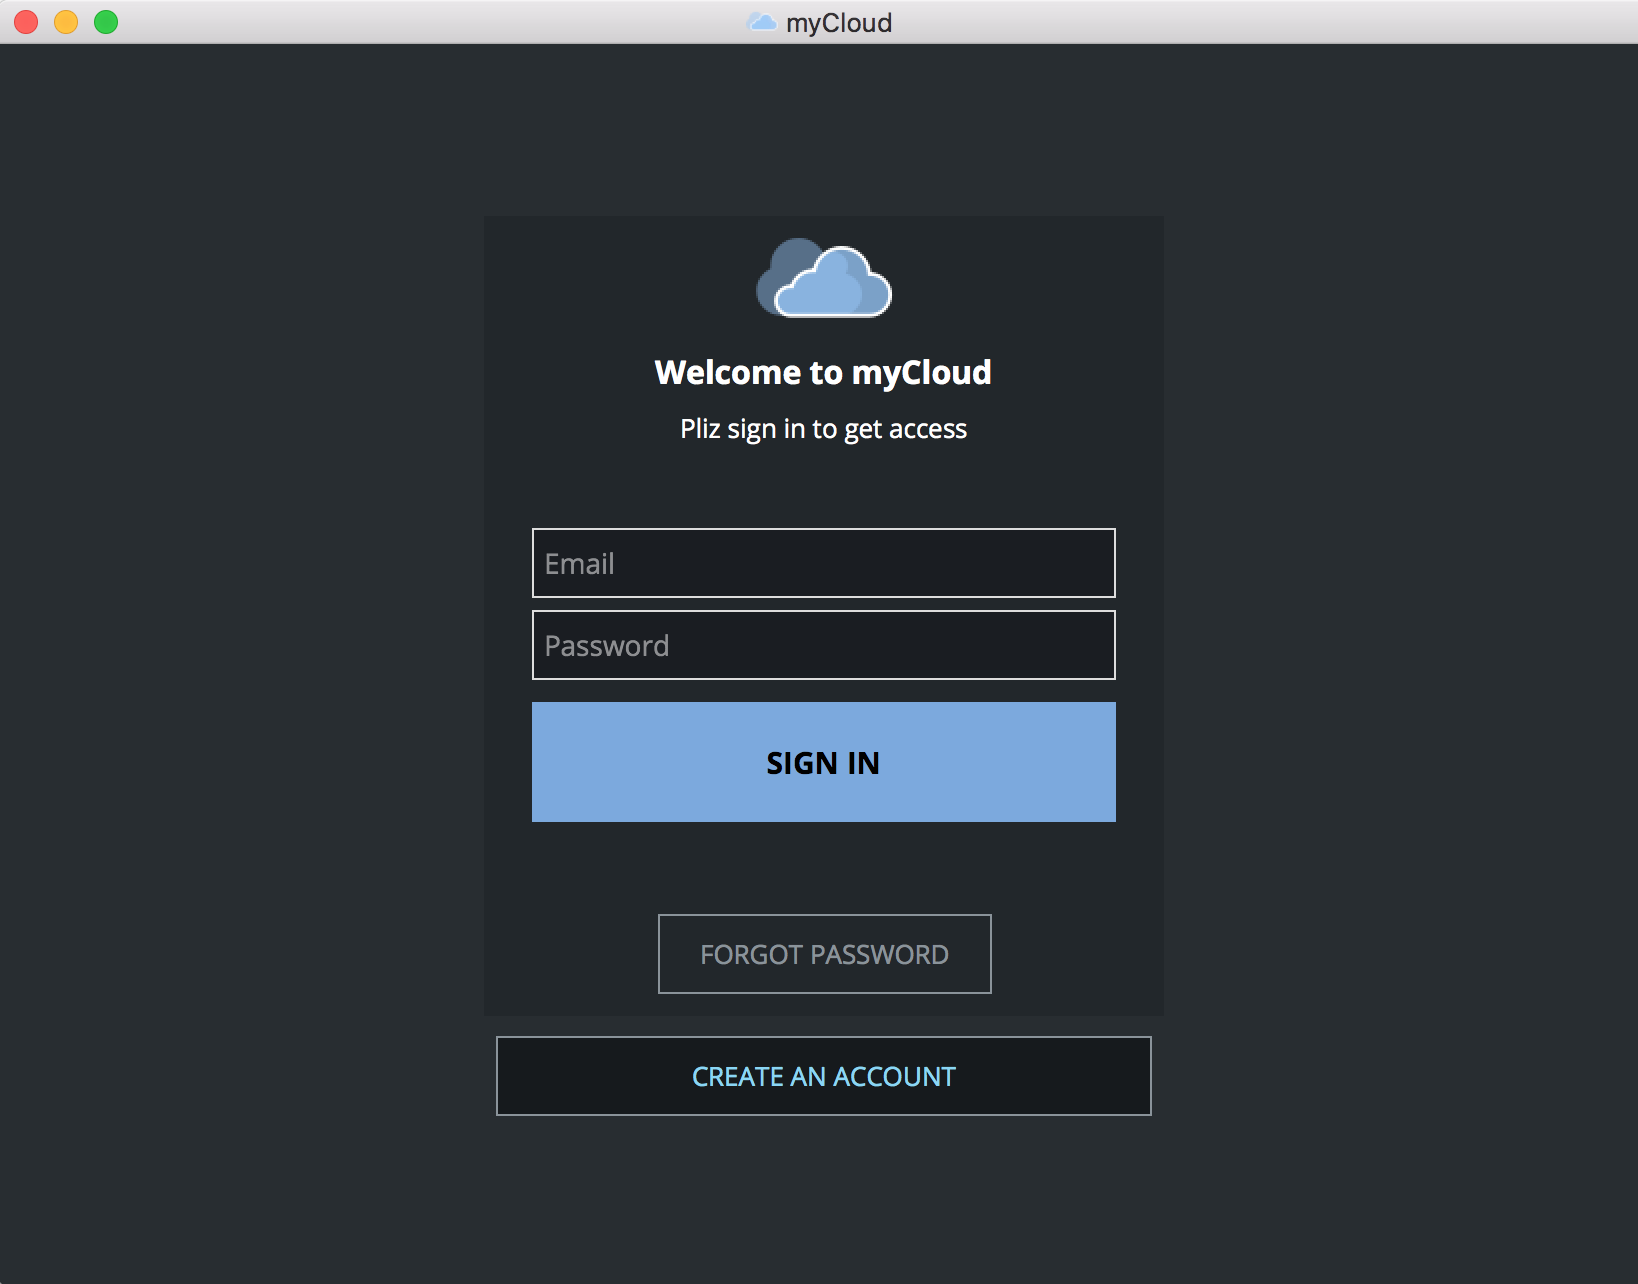 myCloud
Welcome to myCloud
Pliz sign in to get access
Email
Password
SIGN IN
FORGOT PASSWORD
CREATE AN ACCOUNT